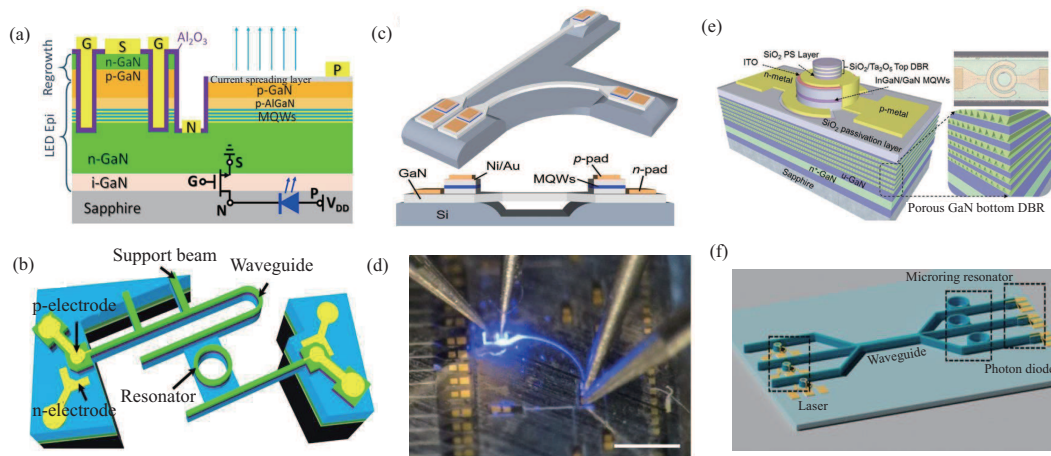 (a)
G
S
G
Al2O3
n-GaN
p-GaN
Regrowth
LED Epi
P
Current spreading layer
p-GaN
p-AlGaN
MQWs
N
n-GaN
S
G
i-GaN
N
P
VDD
Sapphire
(b)
Support beam
Waveguide
p-electrode
Resonator
n-electrode
(c)
Ni/Au
p-pad
GaN
MQWs
n-pad
Si
(d)
(e)
SiO2 PS Layer
ITO
SiO2/Ta2O5 Top DBR
n-metal
InGaN/GaN MQWs
p-metal
SiO2 passivation layer
n+-GaN
u-GaN
Sapphire
Porous GaN bottom DBR
(f)
Microring resonator
Waveguide
Photon diode
Laser